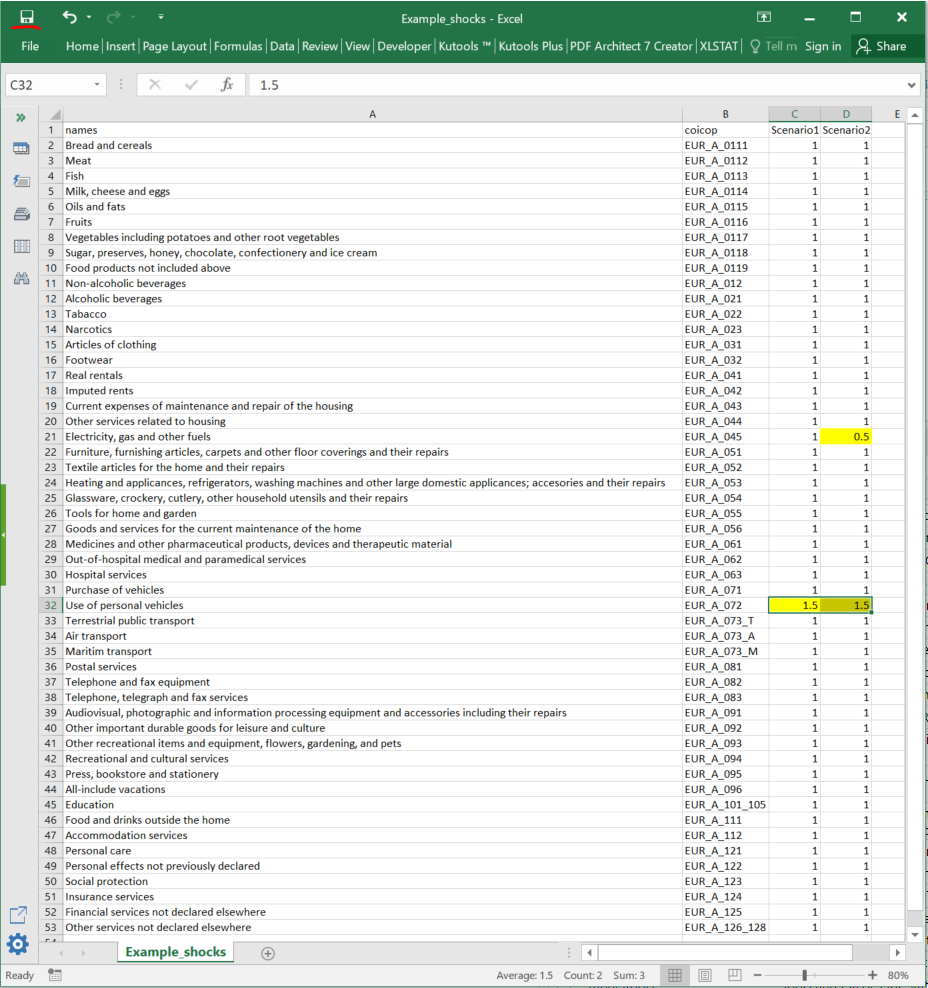 Example_shocks - Excel
File Home Insert Page Layout Formulas Data Review View Developer Kutools ™ Kutools Plus PDF Architect 7 Creator XLSTAT Tell m Sign in Share
C32 fx 1.5
A B C D E
1 names coicop Scenario1 Scenario2
2 Bread and cereals EUR_A_0111 1 1
3 Meat EUR_A_0112 1 1
4 Fish EUR_A_0113 1 1
5 Milk, cheese and eggs EUR_A_0114 1 1
6 Oils and fats EUR_A_0115 1 1
7 Fruits EUR_A_0116 1 1
8 Vegetables including potatoes and other root vegetables EUR_A_0117 1 1
9 Sugar, preserves, honey, chocolate, confectionery and ice cream EUR_A_0118 1 1
10 Food products not included above EUR_A_0119 1 1
11 Non-alcoholic beverages EUR_A_012 1 1
12 Alcoholic beverages EUR_A_021 1 1
13 Tabacco EUR_A_022 1 1
14 Narcotics EUR_A_023 1 1
15 Articles of clothing EUR_A_031 1 1
16 Footwear EUR_A_032 1 1
17 Real rentals EUR_A_041 1 1
18 Imputed rents EUR_A_042 1 1
19 Current expenses of maintenance and repair of the housing EUR_A_043 1 1
20 Other services related to housing EUR_A_044 1 1
21 Electricity, gas and other fuels EUR_A_045 1 0.5
22 Furniture, furnishing articles, carpets and other floor coverings and their repairs EUR_A_051 1 1
23 Textile articles for the home and their repairs EUR_A_052 1 1
24 Heating and applicances, refrigerators, washing machines and other large domestic applicances; accesories and their repairs EUR_A_053 1 1
25 Glassware, crockery, cutlery, other household utensils and their repairs EUR_A_054 1 1
26 Tools for home and garden EUR_A_055 1 1
27 Goods and services for the current maintenance of the home EUR_A_056 1 1
28 Medicines and other pharmaceutical products, devices and therapeutic material EUR_A_061 1 1
29 Out-of-hospital medical and paramedical services EUR_A_062 1 1
30 Hospital services EUR_A_063 1 1
31 Purchase of vehicles EUR_A_071 1 1
32 Use of personal vehicles EUR_A_072 1.5 1.5
33 Terrestrial public transport EUR_A_073_T 1 1
34 Air transport EUR_A_073_A 1 1
35 Maritim transport EUR_A_073_M 1 1
36 Postal services EUR_A_081 1 1
37 Telephone and fax equipment EUR_A_082 1 1
38 Telephone, telegraph and fax services EUR_A_083 1 1
39 Audiovisual, photographic and information processing equipment and accessories including their repairs EUR_A_091 1 1
40 Other important durable goods for leisure and culture EUR_A_092 1 1
41 Other recreational items and equipment, flowers, gardening, and pets EUR_A_093 1 1
42 Recreational and cultural services EUR_A_094 1 1
43 Press, bookstore and stationery EUR_A_095 1 1
44 All-include vacations EUR_A_096 1 1
45 Education EUR_A_101_105 1 1
46 Food and drinks outside the home EUR_A_111 1 1
47 Accommodation services EUR_A_112 1 1
48 Personal care EUR_A_121 1 1
49 Personal effects not previously declared EUR_A_122 1 1
50 Social protection EUR_A_123 1 1
51 Insurance services EUR_A_124 1 1
52 Financial services not declared elsewhere EUR_A_125 1 1
53 Other services not declared elsewhere EUR_A_126_128 1 1
Example_shocks
Ready Average: 1.5 Count: 2 Sum: 3 80%